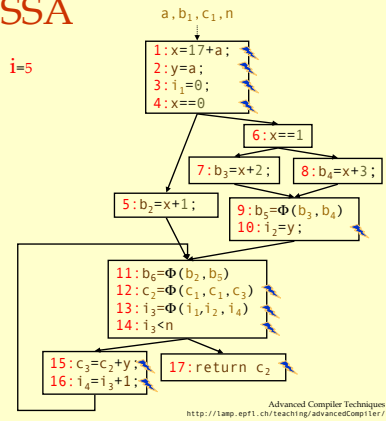 SSA
a,b₁,c₁,n
i=5
1:x=17+a;
2:y=a;
3:i₁=0;
4:x==0
6:x==1
7:b₃=x+2;
8:b₄=x+3;
5:b₂=x+1;
9:b₅=Φ(b₃,b₄)
10:i₂=y;
11:b₆=Φ(b₂,b₅)
12:c₂=Φ(c₁,c₁,c₃)
13:i₃=Φ(i₁,i₂,i₄)
14:i₃<n
15:c₃=c₂+y;
16:i₄=i₃+1;
17:return c₂
Advanced Compiler Techniques
http://lamp.epfl.ch/teaching/advancedCompiler/